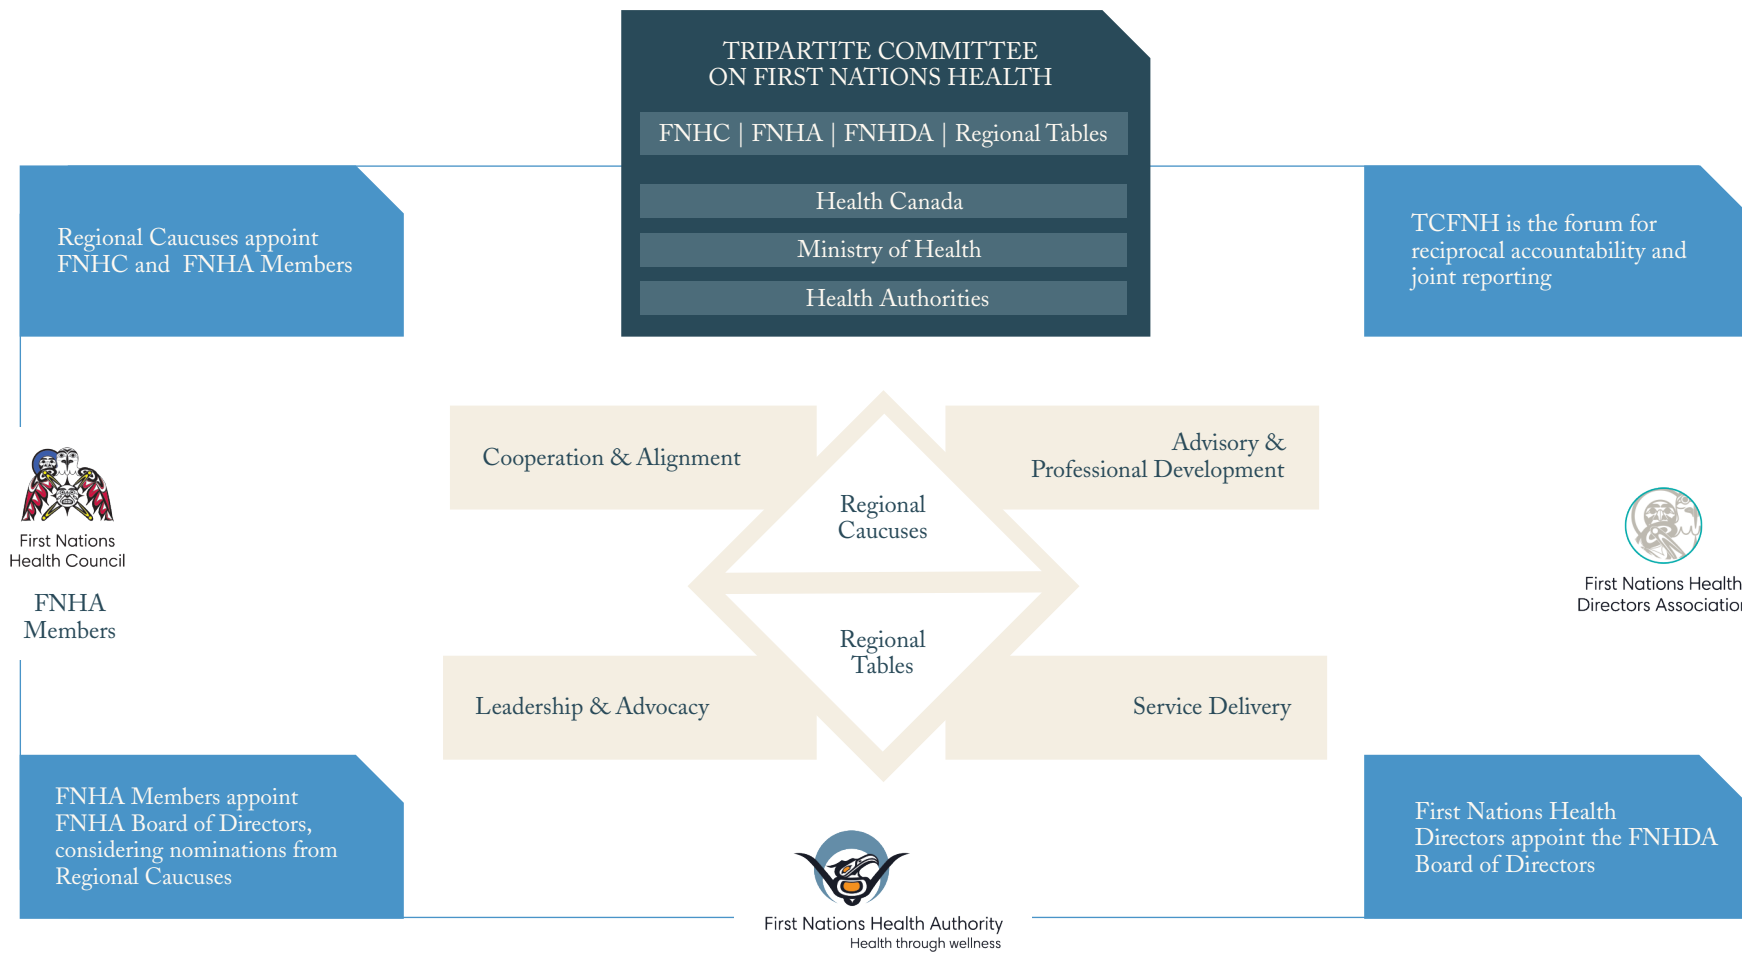 TRIPARTITE COMMITTEE
ON FIRST NATIONS HEALTH
FNHC | FNHA | FNHDA | Regional Tables
Health Canada
Ministry of Health
Health Authorities
Regional Caucuses appoint
FNHC and FNHA Members
TCFNH is the forum for
reciprocal accountability and
joint reporting
Cooperation & Alignment
Advisory &
Professional Development
Regional
Caucuses
First Nations
Health Council
FNHA
Members
First Nations Health
Directors Association
Regional
Tables
Leadership & Advocacy
Service Delivery
FNHA Members appoint
FNHA Board of Directors,
considering nominations from
Regional Caucuses
First Nations Health
Directors appoint the FNHDA
Board of Directors
First Nations Health Authority
Health through wellness